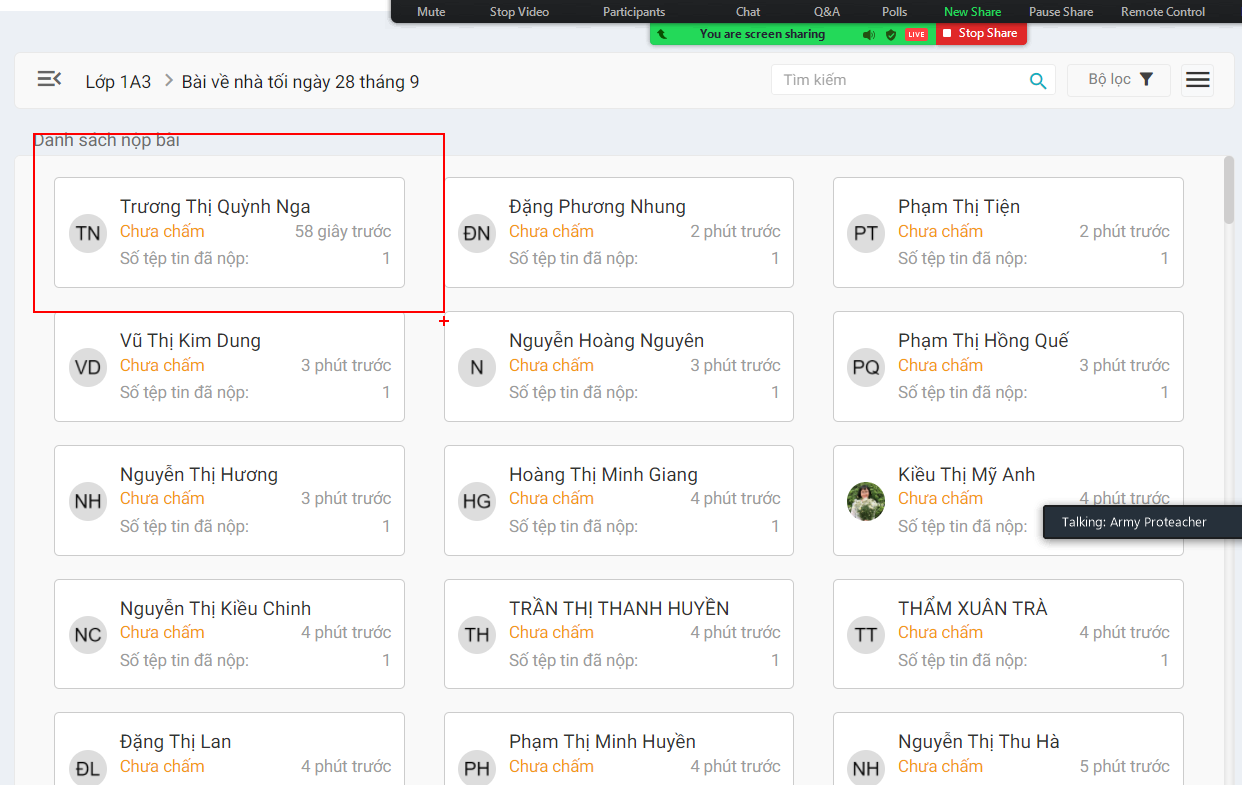 Mute Stop Video Participants Chat Q&A Polls New Share Pause Share Remote Control
You are screen sharing LIVE Stop Share
Lớp 1A3 > Bài về nhà tối ngày 28 tháng 9 Tìm kiếm Bộ lọc
Danh sách nộp bài
TN Trương Thị Quỳnh Nga
Chưa chấm 58 giây trước
Số tệp tin đã nộp: 1
ĐN Đặng Phương Nhung
Chưa chấm 2 phút trước
Số tệp tin đã nộp: 1
PT Phạm Thị Tiện
Chưa chấm 2 phút trước
Số tệp tin đã nộp: 1
VD Vũ Thị Kim Dung
Chưa chấm 3 phút trước
Số tệp tin đã nộp: 1
N Nguyễn Hoàng Nguyên
Chưa chấm 3 phút trước
Số tệp tin đã nộp: 1
PQ Phạm Thị Hồng Quế
Chưa chấm 3 phút trước
Số tệp tin đã nộp: 1
NH Nguyễn Thị Hương
Chưa chấm 3 phút trước
Số tệp tin đã nộp: 1
HG Hoàng Thị Minh Giang
Chưa chấm 4 phút trước
Số tệp tin đã nộp: 1
Kiều Thị Mỹ Anh
Chưa chấm 4 phút trước
Số tệp tin đã nộp:
Talking: Army Proteacher
NC Nguyễn Thị Kiều Chinh
Chưa chấm 4 phút trước
Số tệp tin đã nộp: 1
TH TRẦN THỊ THANH HUYỀN
Chưa chấm 4 phút trước
Số tệp tin đã nộp: 1
TT THẨM XUÂN TRÀ
Chưa chấm 4 phút trước
Số tệp tin đã nộp: 1
ĐL Đặng Thị Lan
Chưa chấm 4 phút trước
PH Phạm Thị Minh Huyền
Chưa chấm 4 phút trước
NH Nguyễn Thị Thu Hà
Chưa chấm 5 phút trước